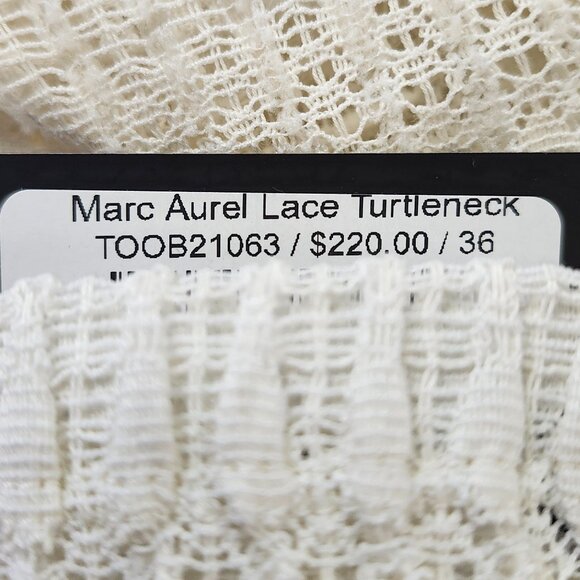 Marc Aurel Lace Turtleneck
TOOB21063 / $220.00 / 36